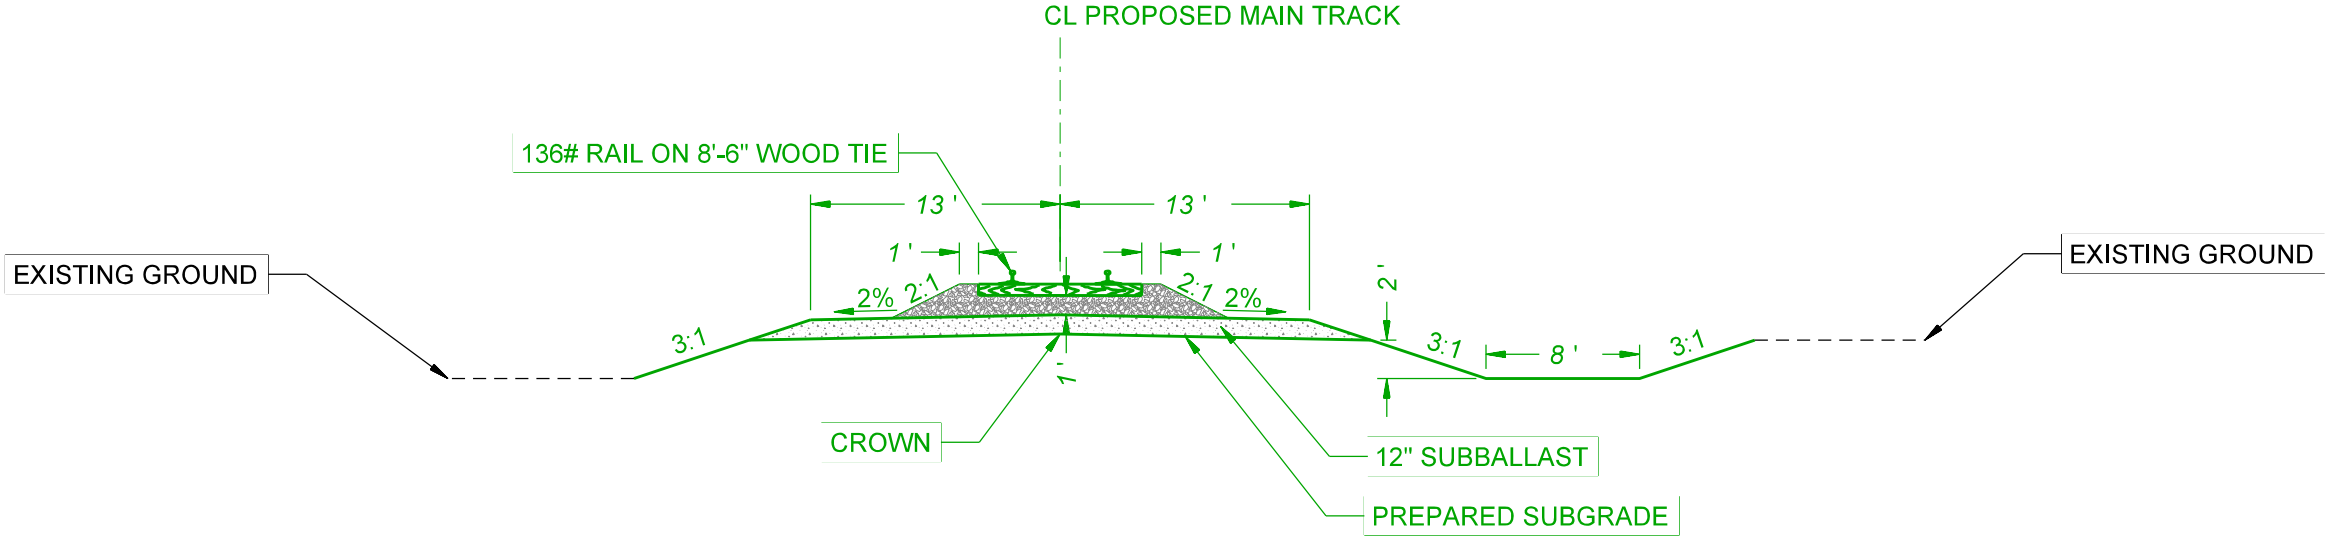 CL PROPOSED MAIN TRACK
136# RAIL ON 8'-6" WOOD TIE
13 '
13 '
1 '
1 '
EXISTING GROUND
EXISTING GROUND
2%
2:1
2:1
2%
2'
3:1
3:1
8 '
3:1
1'
CROWN
12" SUBBALLAST
PREPARED SUBGRADE